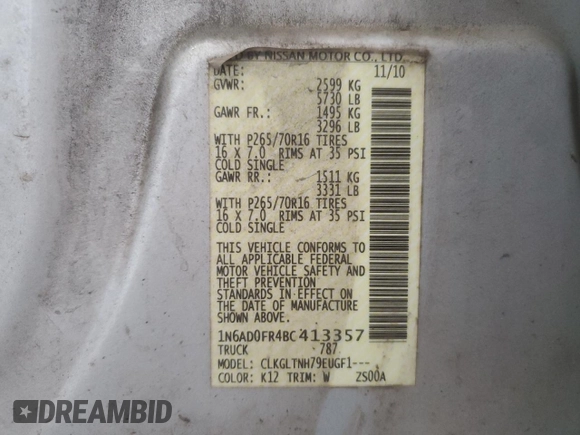 BY NISSAN MOTOR CO., LTD.
DATE: 11/10
GVWR: 2599 KG
5730 LB
GAWR FR.: 1495 KG
3296 LB
WITH P265/70R16 TIRES
16 X 7.0 RIMS AT 35 PSI
COLD SINGLE
GAWR RR.: 1511 KG
3331 LB
WITH P265/70R16 TIRES
16 X 7.0 RIMS AT 35 PSI
COLD SINGLE
THIS VEHICLE CONFORMS TO
ALL APPLICABLE FEDERAL
MOTOR VEHICLE SAFETY AND
THEFT PREVENTION
STANDARDS IN EFFECT ON
THE DATE OF MANUFACTURE
SHOWN ABOVE.
1N6AD0FR4BC413357
TRUCK 787
MODEL: CLKGLTNH79EUGF1---
COLOR: K12 TRIM: W ZS00A
DREAMBID